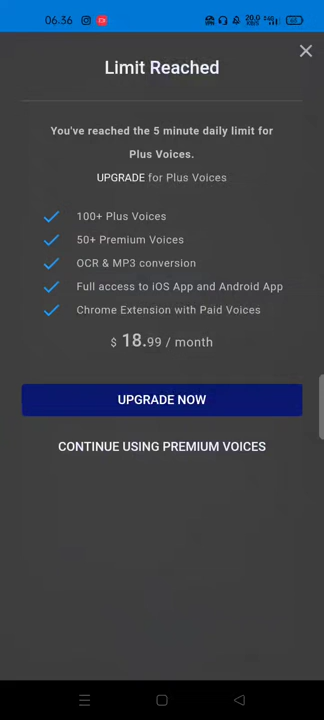 06.36
Limit Reached
You've reached the 5 minute daily limit for
Plus Voices.
UPGRADE for Plus Voices
100+ Plus Voices
50+ Premium Voices
OCR & MP3 conversion
Full access to iOS App and Android App
Chrome Extension with Paid Voices
$ 18.99 / month
UPGRADE NOW
CONTINUE USING PREMIUM VOICES